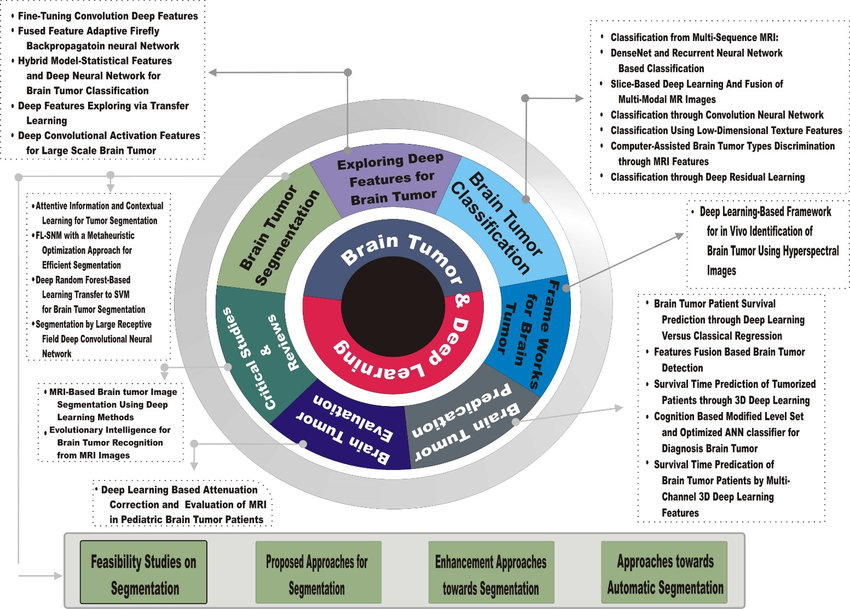 • Fine-Tuning Convolution Deep Features
• Fused Feature Adaptive Firefly
Backpropagatoin neural Network
• Hybrid Model-Statistical Features
and Deep Neural Network for
Brain Tumor Classification
• Deep Features Exploring via Transfer
Learning
• Deep Convolutional Activation Features
for Large Scale Brain Tumor
• Classification from Multi-Sequence MRI:
• DenseNet and Recurrent Neural Network
Based Classification
• Slice-Based Deep Learning And Fusion of
Multi-Modal MR Images
• Classification through Convolution Neural Network
• Classification Using Low-Dimensional Texture Features
• Computer-Assisted Brain Tumor Types Discrimination
through MRI Features
• Classification through Deep Residual Learning
• Attentive Information and Contextual
Learning for Tumor Segmentation
• FL-SNM with a Metaheuristic
Optimization Approach for
Efficient Segmentation
• Deep Random Forest-Based
Learning Transfer to SVM
for Brain Tumor Segmentation
• Segmentation by Large Receptive
Field Deep Convolutional Neural
Network
Exploring Deep
Features for
Brain Tumor
Brain Tumor
Classification
Brain Tumor
Segmentation
Frame Works
for Brain
Tumor
Brain Tumor
Predication
Brain Tumor
Evaluation
Critical Studies
&
Reviews
Brain Tumor & Deep Learning
• Deep Learning-Based Framework
for in Vivo Identification of
Brain Tumor Using Hyperspectral
Images
• Brain Tumor Patient Survival
Prediction through Deep Learning
Versus Classical Regression
• Features Fusion Based Brain Tumor
Detection
• Survival Time Prediction of Tumorized
Patients through 3D Deep Learning
• Cognition Based Modified Level Set
and Optimized ANN classifier for
Diagnosis Brain Tumor
• Survival Time Predication of
Brain Tumor Patients by Multi-
Channel 3D Deep Learning
Features
• MRI-Based Brain tumor Image
Segmentation Using Deep
Learning Methods
• Evolutionary Intelligence for
Brain Tumor Recognition
from MRI Images
• Deep Learning Based Attenuation
Correction and Evaluation of MRI
in Pediatric Brain Tumor Patients
Feasibility Studies on
Segmentation
Proposed Approaches for
Segmentation
Enhancement Approaches
towards Segmentation
Approaches towards
Automatic Segmentation